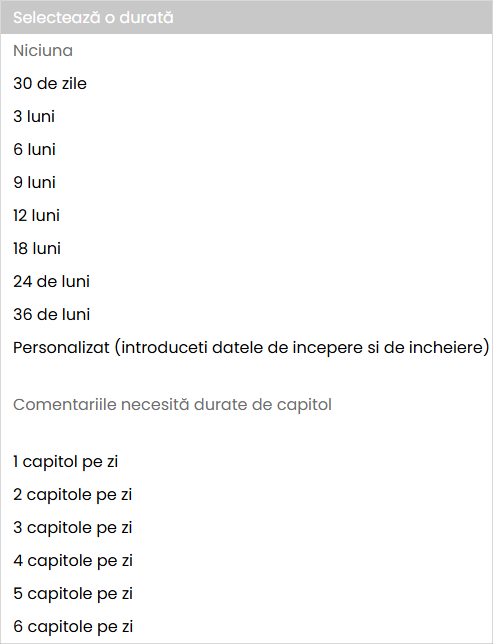 Selectează o durată
Niciuna
30 de zile
3 luni
6 luni
9 luni
12 luni
18 luni
24 de luni
36 de luni
Personalizat (introduceti datele de incepere si de incheiere)
Comentariile necesită durate de capitol
1 capitol pe zi
2 capitole pe zi
3 capitole pe zi
4 capitole pe zi
5 capitole pe zi
6 capitole pe zi